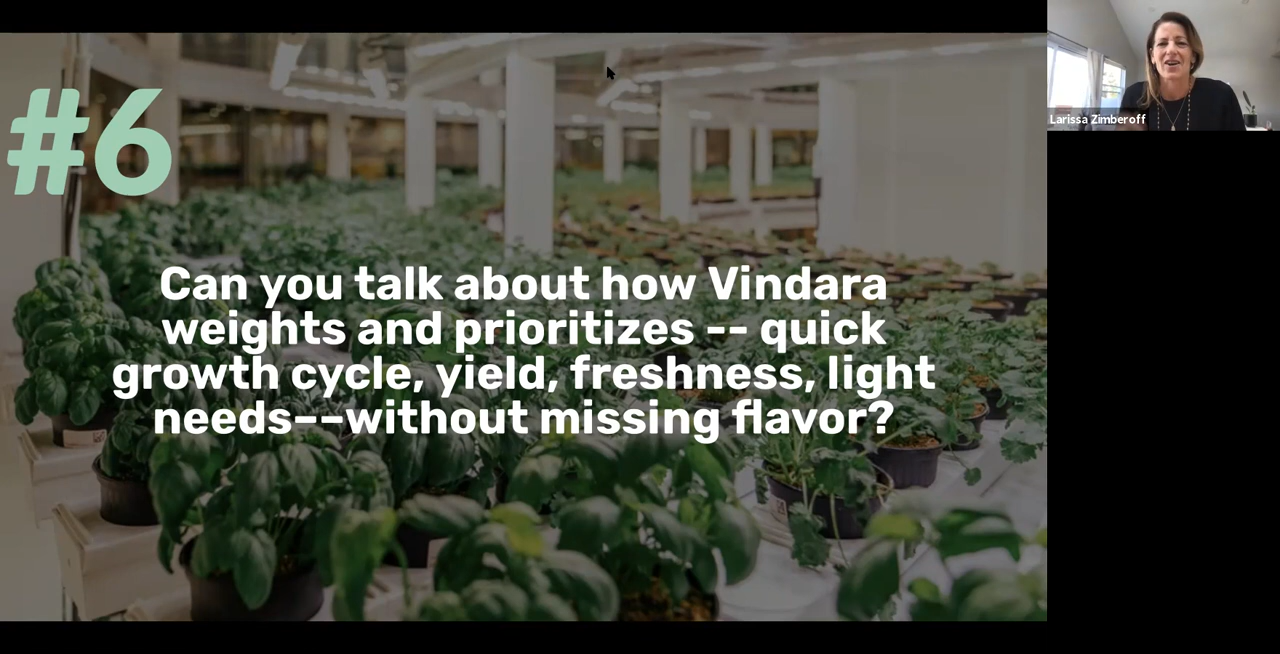 #6
Can you talk about how Vindara
weights and prioritizes -- quick
growth cycle, yield, freshness, light
needs––without missing flavor?
Larissa Zimberoff